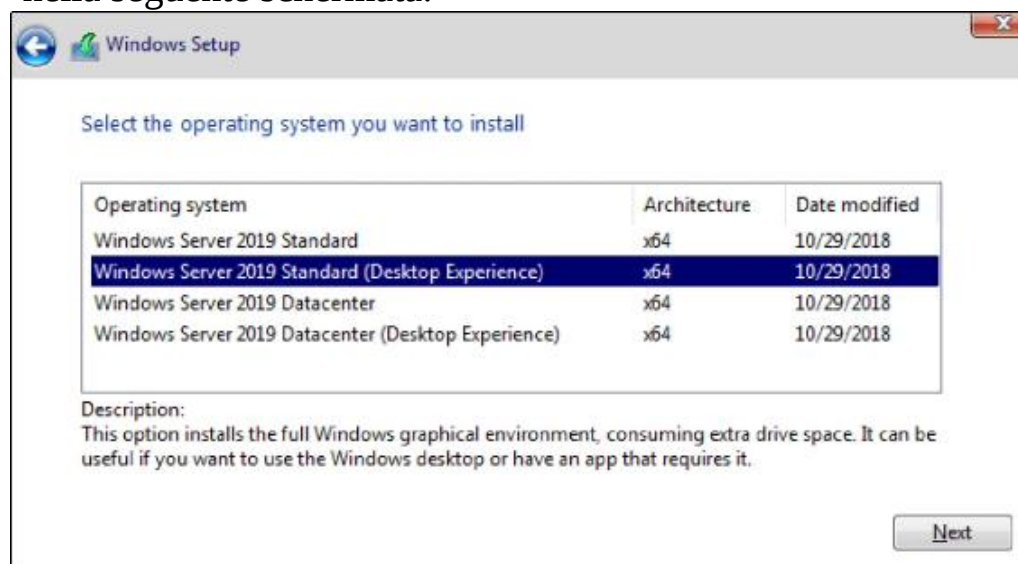 nella seguente schermata:
Windows Setup
Select the operating system you want to install
Operating system Architecture Date modified
Windows Server 2019 Standard x64 10/29/2018
Windows Server 2019 Standard (Desktop Experience) x64 10/29/2018
Windows Server 2019 Datacenter x64 10/29/2018
Windows Server 2019 Datacenter (Desktop Experience) x64 10/29/2018
Description:
This option installs the full Windows graphical environment, consuming extra drive space. It can be
useful if you want to use the Windows desktop or have an app that requires it.
Next